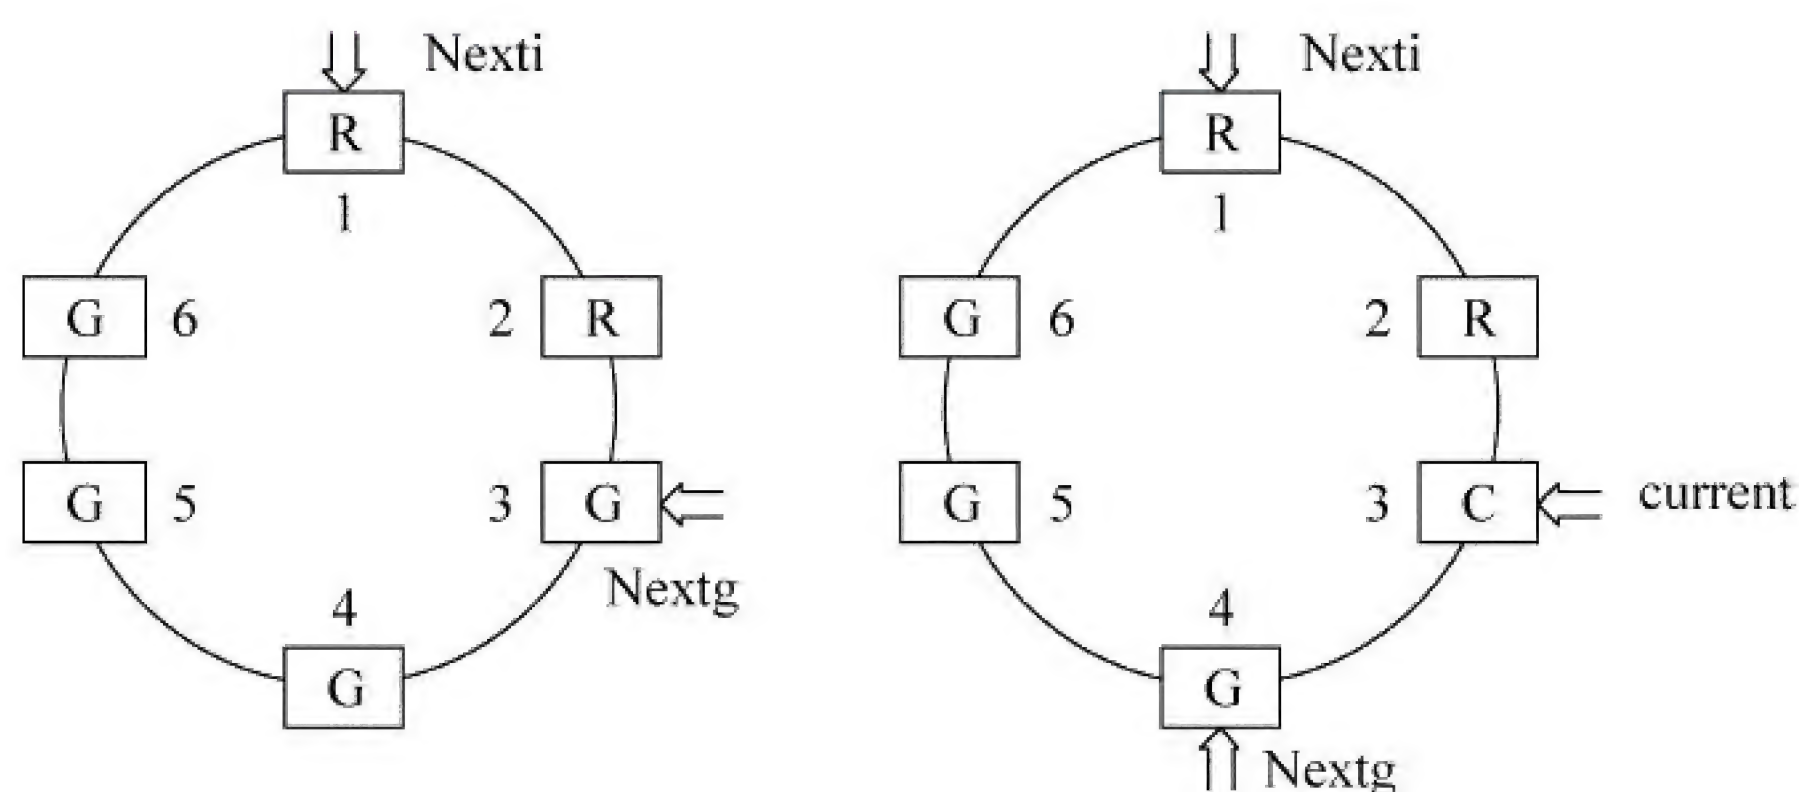 Nexti Nexti
R R
1 1
G 6 2 R G 6 2 R
G 5 3 G G 5 3 C current
Nextg
4 4
G G
Nextg